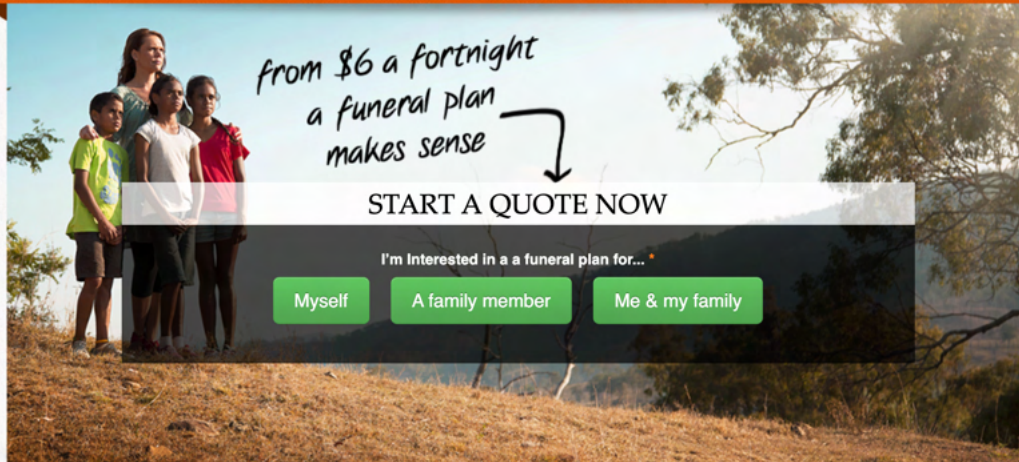 from $6 a fortnight
a funeral plan
makes sense
START A QUOTE NOW
I'm Interested in a a funeral plan for... *
Myself
A family member
Me & my family